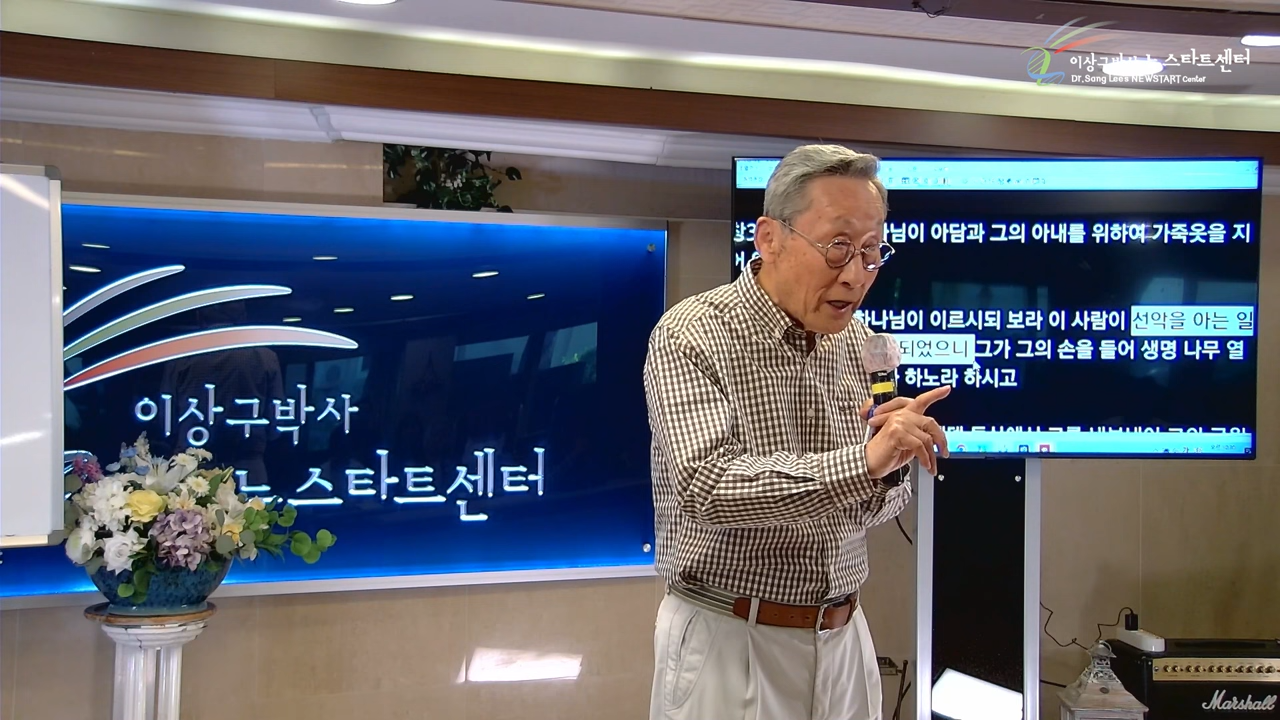 이상구박사 뉴스타트센터
Dr. Sang Lee's NEWSTART Center
이상구박사
스타트센터
아담과 그의 아내를 위하여 가죽옷을 지
하나님이 이르시되 보라 이 사람이 선악을 아는 일
되었으니 그가 그의 손을 들어 생명 나무 열
하노라 하시고
Marshall